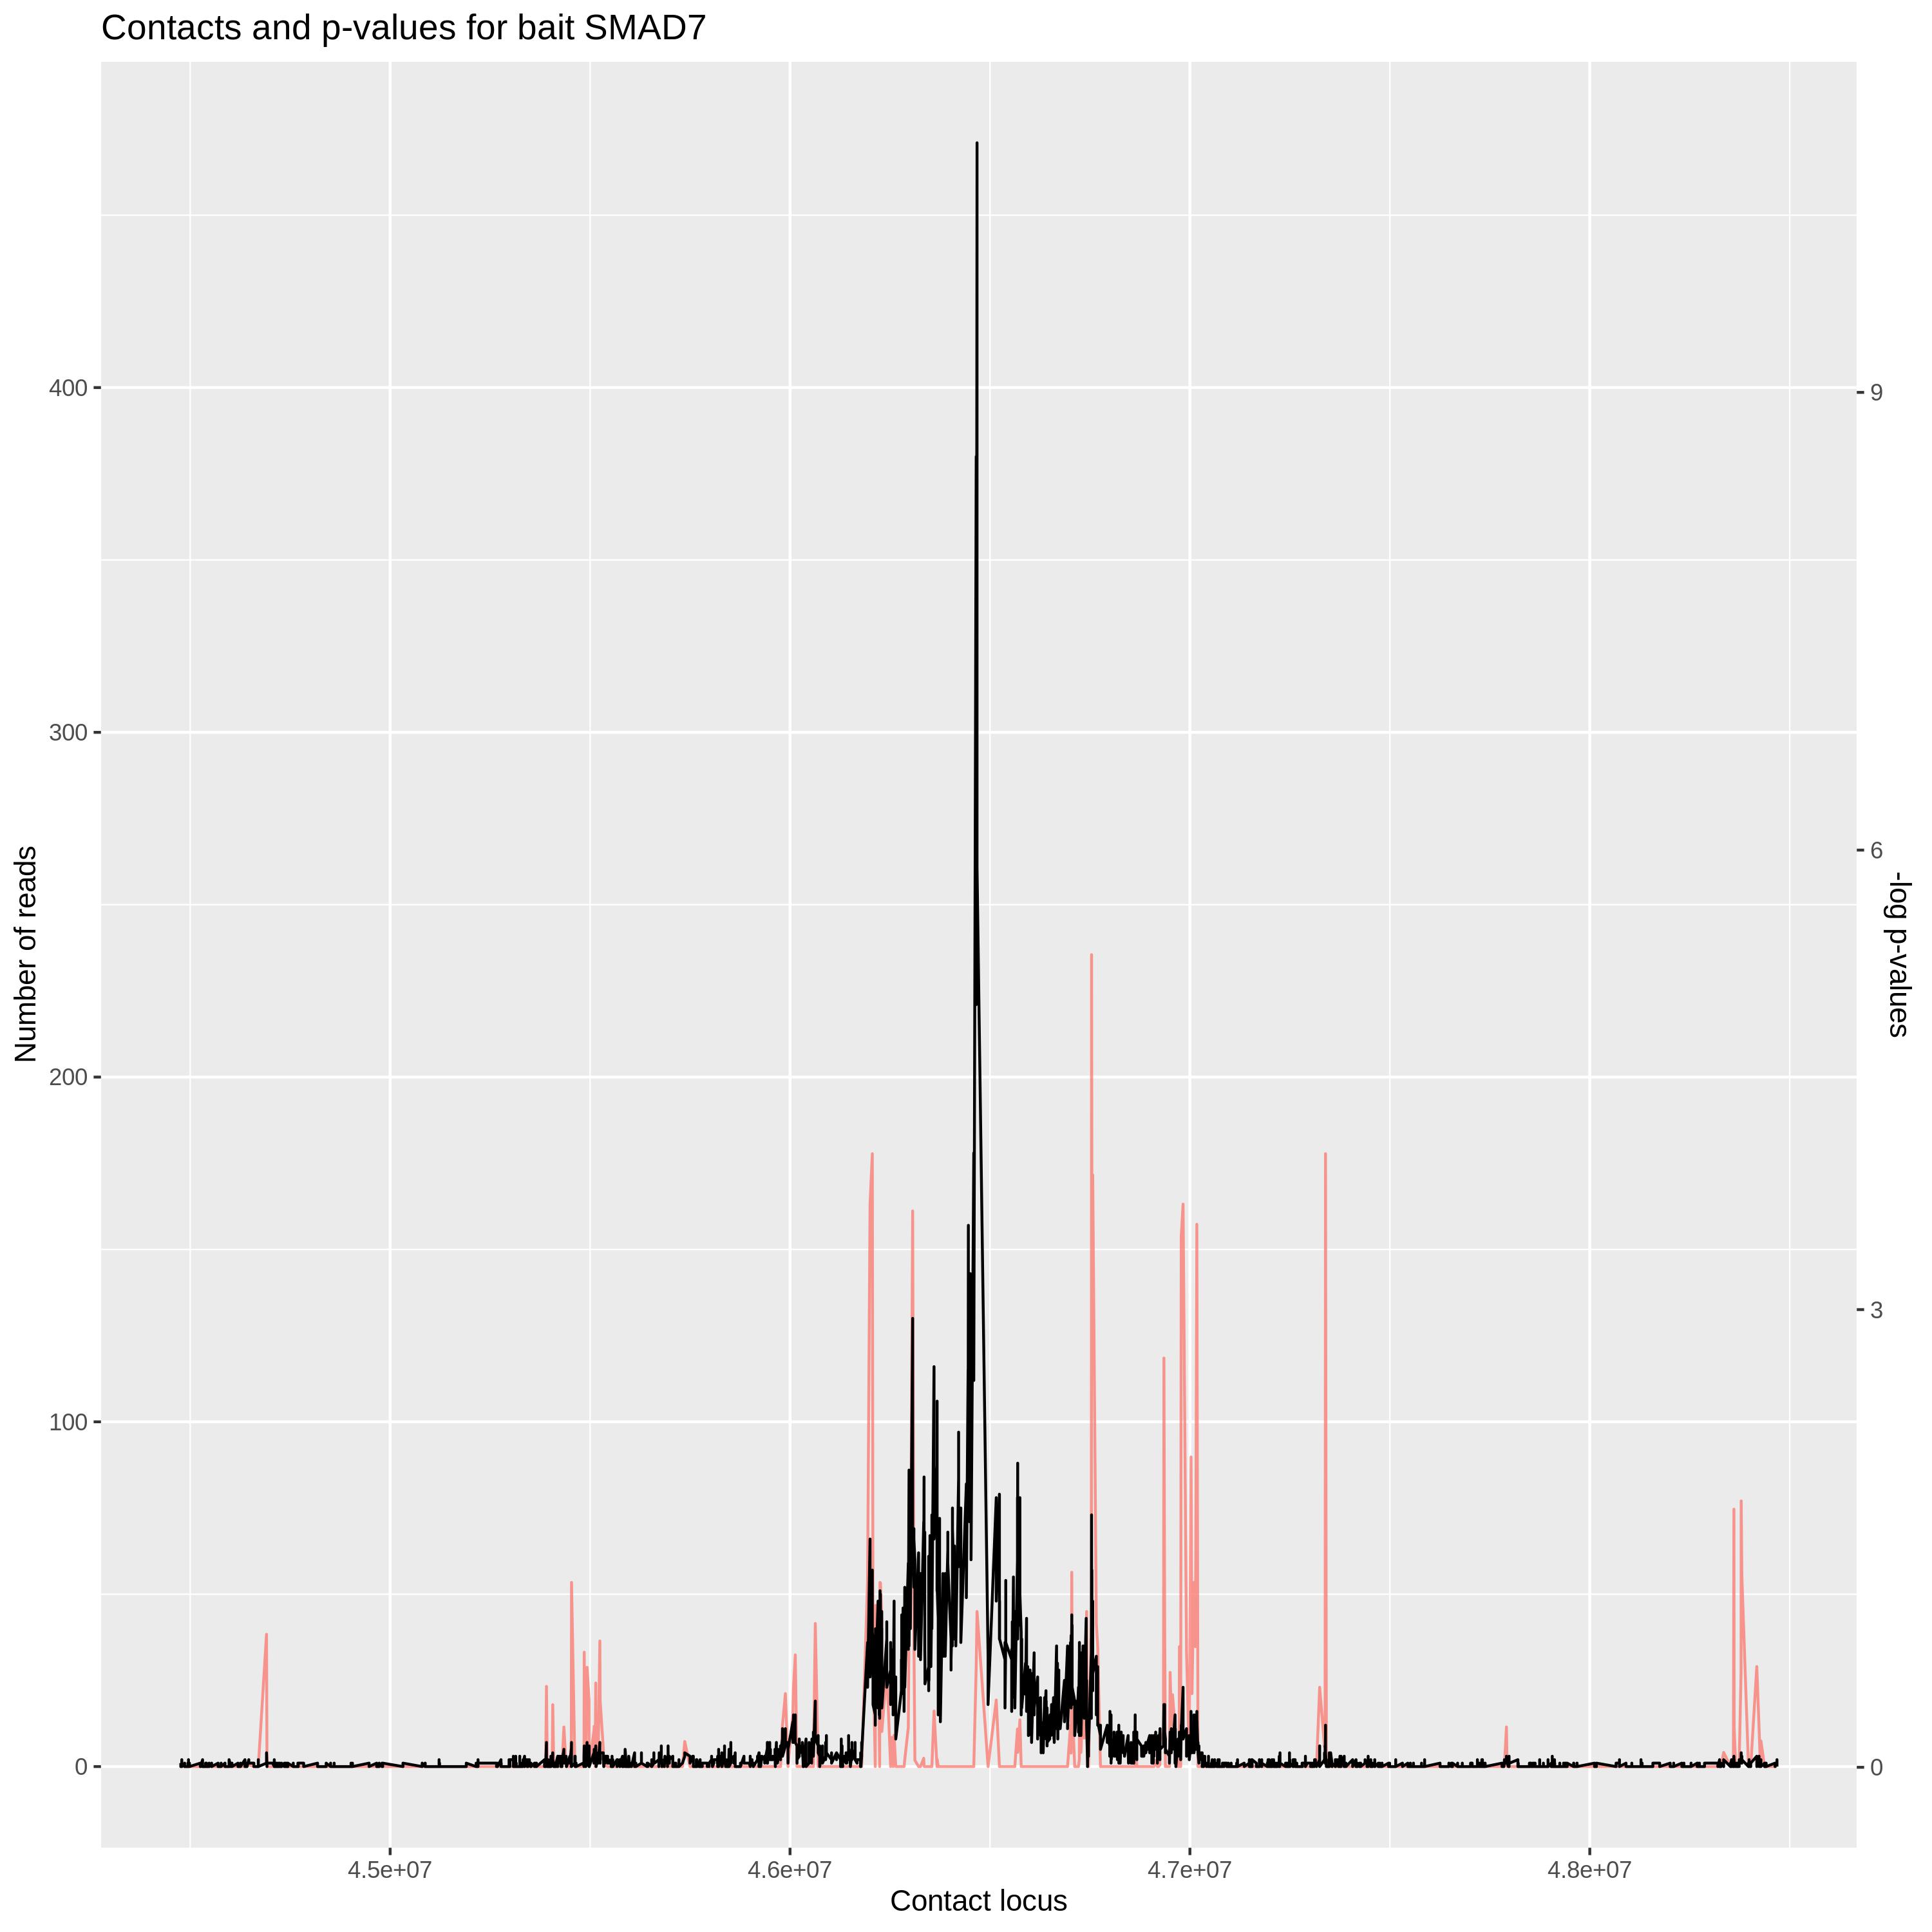 Contacts and p-values for bait SMAD7
400
300
200
100
0
Number of reads
9
6
3
0
-log p-values
4.5e+07
4.6e+07
4.7e+07
4.8e+07
Contact locus